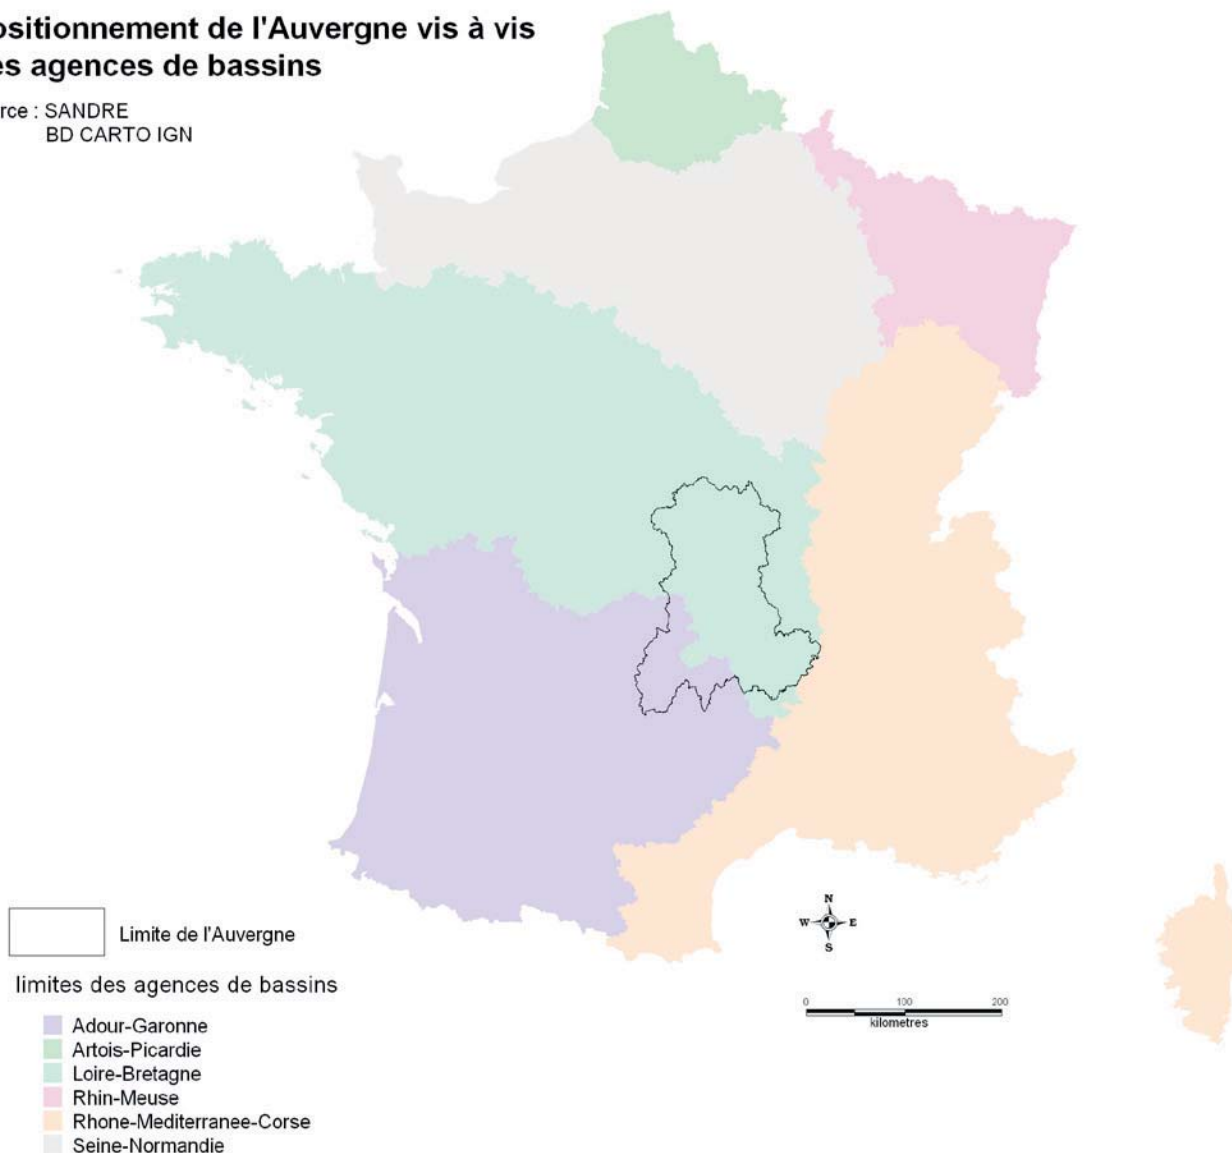 ositionnement de l'Auvergne vis à vis
es agences de bassins
rce : SANDRE
BD CARTO IGN
N
W E
S
0 100 200
kilometres
Limite de l'Auvergne
limites des agences de bassins
Adour-Garonne
Artois-Picardie
Loire-Bretagne
Rhin-Meuse
Rhone-Mediterranee-Corse
Seine-Normandie